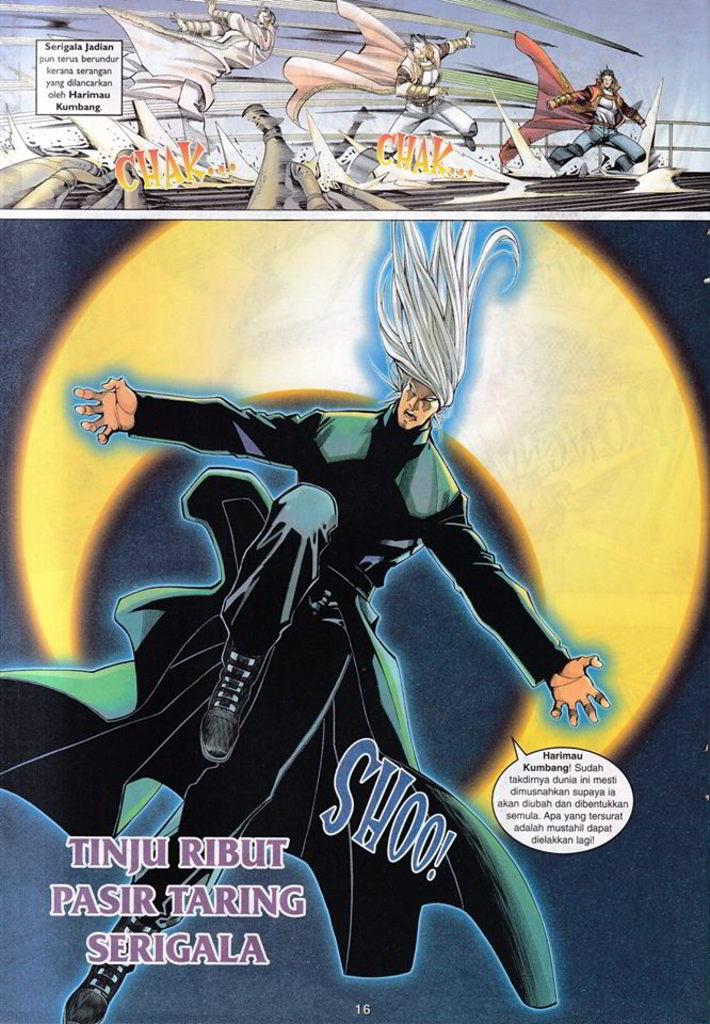 Serigala Jadian
pun terus berundur
kerana serangan
yang dilancarkan
oleh Harimau
Kumbang.
CHAK...
CHAK...
Harimau
Kumbang! Sudah
takdirnya dunia ini mesti
dimusnahkan supaya ia
akan diubah dan dibentukkan
semula. Apa yang tersurat
adalah mustahil dapat
dielakkan lagi!
SHOO!
TINJU RIBUT
PASIR TARING
SERIGALA
16